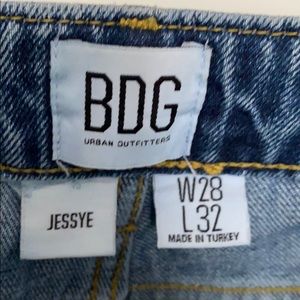 BDG
URBAN OUTFITTERS
JESSYE
W28
L32
MADE IN TURKEY